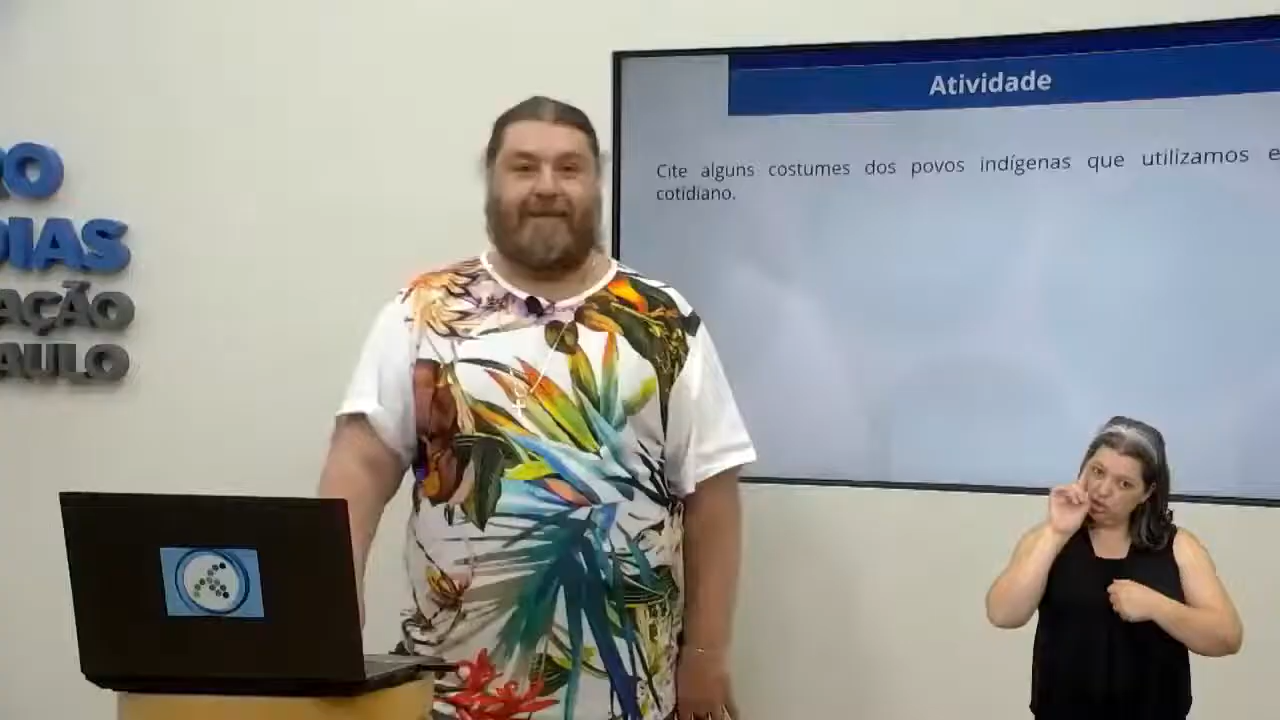 RO
DIAS
AÇÃO
AULO
Atividade
Cite alguns costumes dos povos indígenas que utilizamos e
cotidiano.